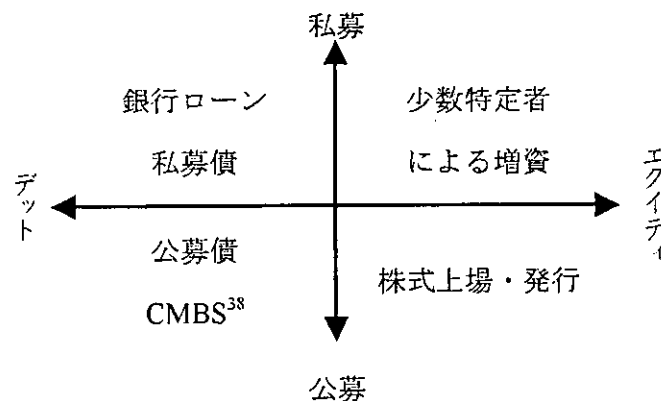 私募
銀行ローン
私募債
少数特定者
による増資
デット
エクイティ
公募債
CMBS38
株式上場・発行
公募